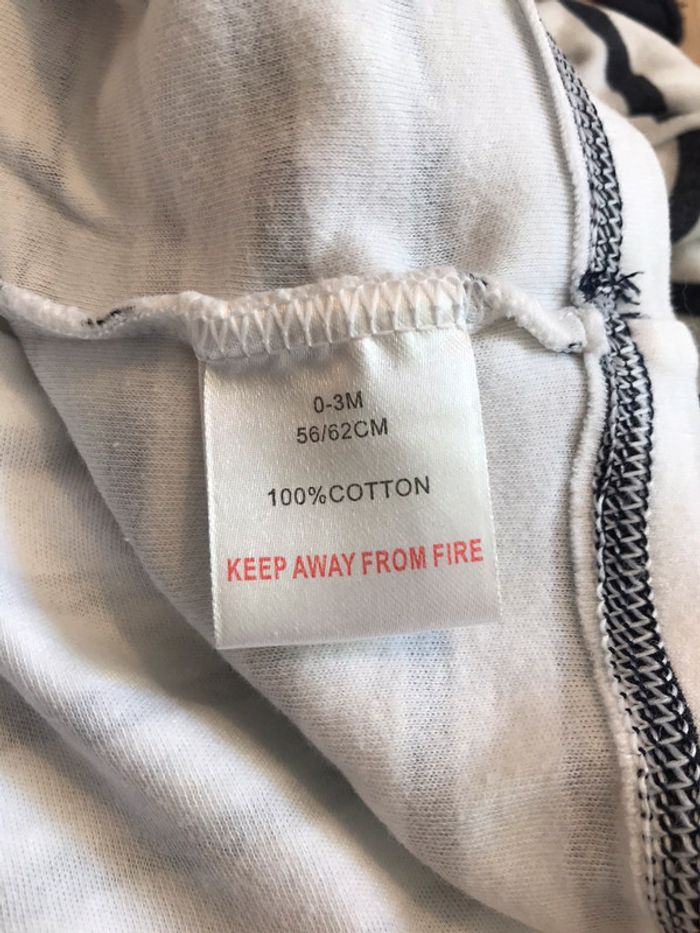 0-3M
56/62CM
100%COTTON
KEEP AWAY FROM FIRE